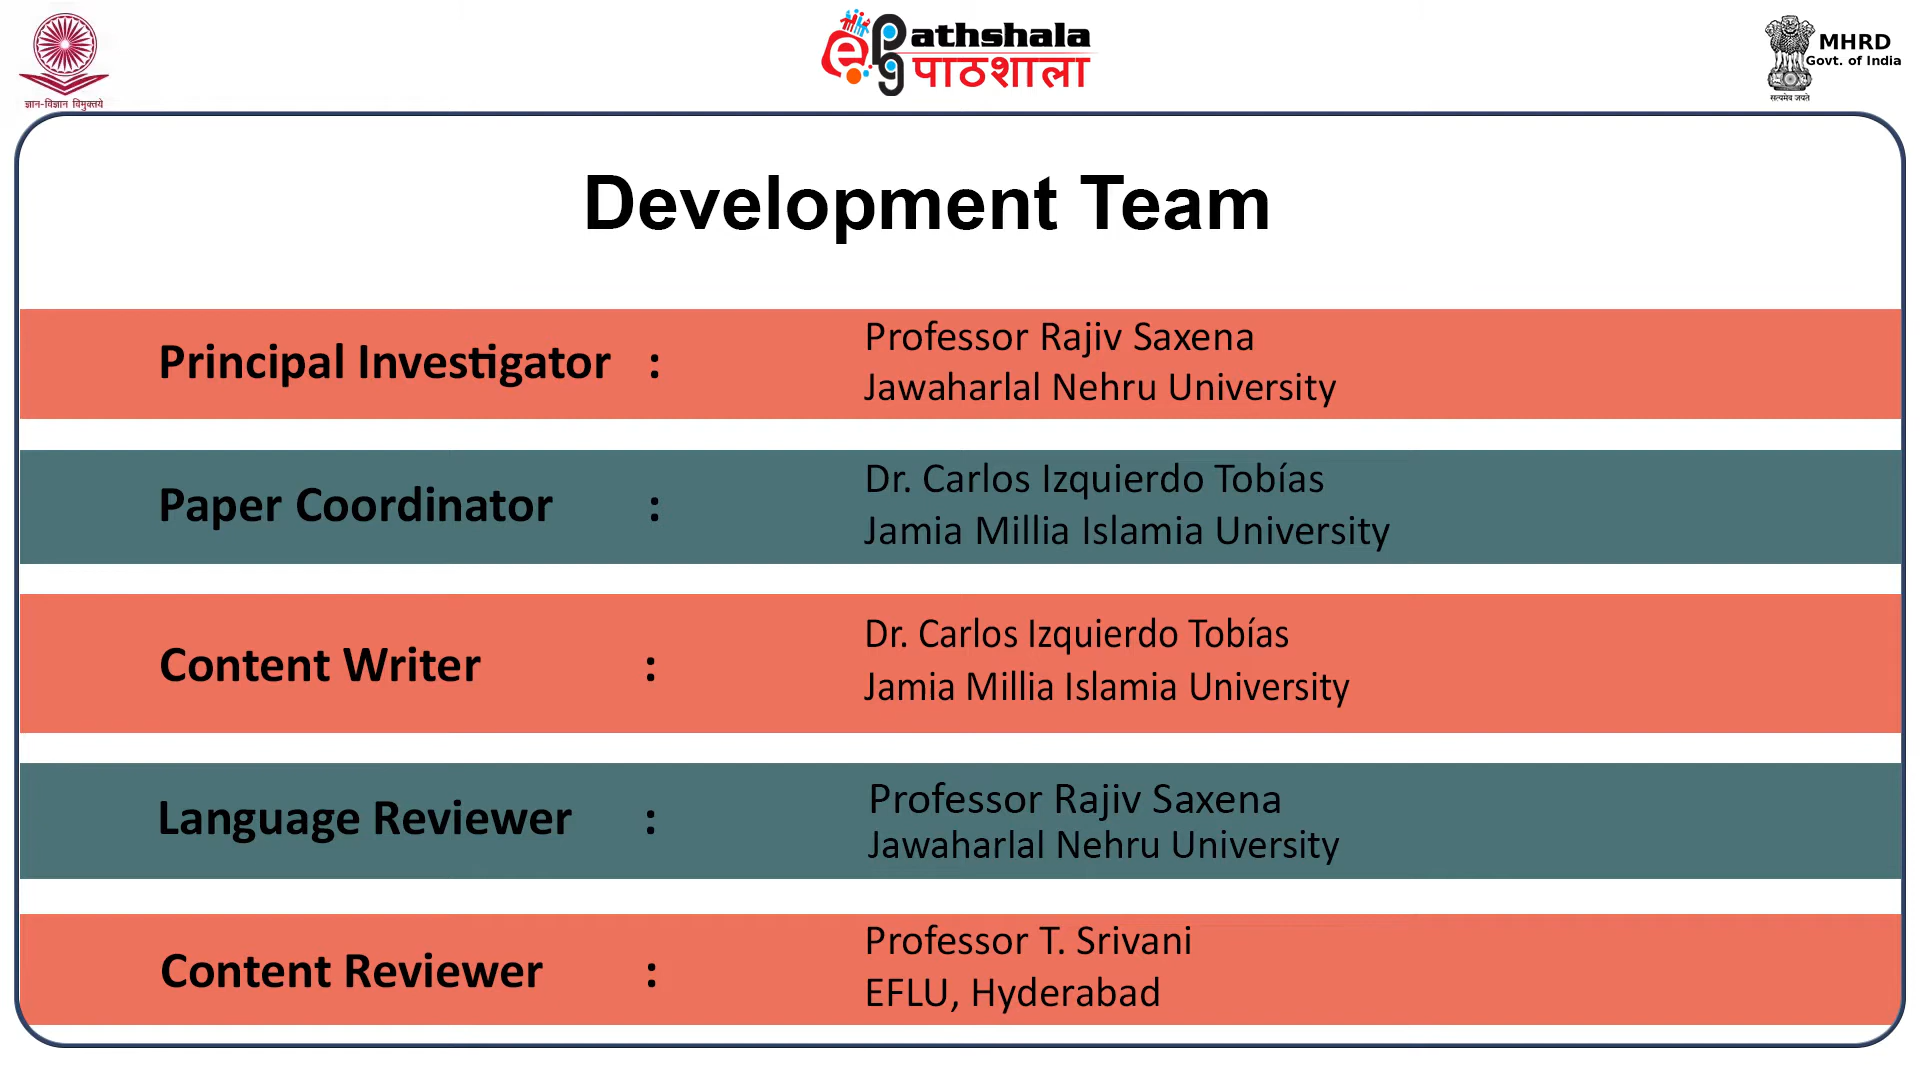 ज्ञान-विज्ञान विमुक्तये
e Pathshala
पाठशाला
MHRD
Govt. of India
सत्यमेव जयते
Development Team
Principal Investigator :
Professor Rajiv Saxena
Jawaharlal Nehru University
Paper Coordinator :
Dr. Carlos Izquierdo Tobías
Jamia Millia Islamia University
Content Writer :
Dr. Carlos Izquierdo Tobías
Jamia Millia Islamia University
Language Reviewer :
Professor Rajiv Saxena
Jawaharlal Nehru University
Content Reviewer :
Professor T. Srivani
EFLU, Hyderabad